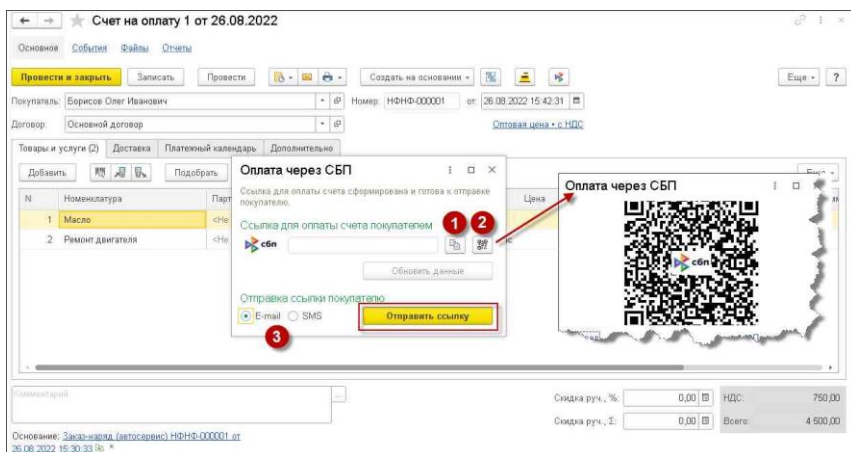 Счет на оплату 1 от 26.08.2022
Основное События Файлы Отчеты
Провести и закрыть Записать Провести Создать на основании Еще ?
Покупатель: Борисов Олег Иванович Номер: НФНФ-000001 от: 26.08.2022 15:42:31
Договор: Основной договор Оптовая цена • с НДС
Товары и услуги (2) Доставка Платежный календарь Дополнительно
Добавить Подобрать
N Номенклатура Цена
1 Масло <Не
2 Ремонт двигателя <Не
Оплата через СБП
Ссылка для оплаты счета сформирована и готова к отправке
покупателю.
Ссылка для оплаты счета покупателем
1 2
сбп
Обновить данные
Отправка ссылки покупателю
E-mail SMS Отправить ссылку
3
Оплата через СБП
сбп
Комментарий
Скидка руч., %: 0,00 НДС: 750,00
Скидка руч., Σ: 0,00 Всего: 4 500,00
Основание: Заказ-наряд (автосервис) НФНФ-000001 от
26.08.2022 15:30:33